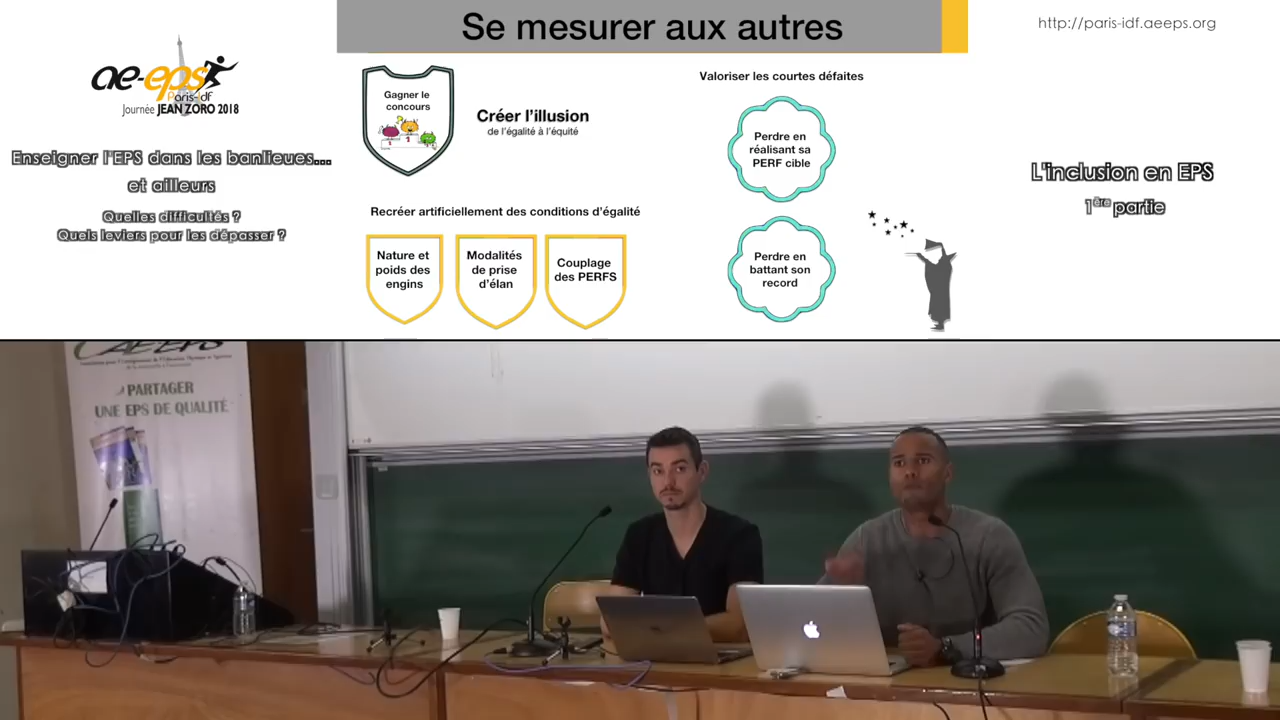 Se mesurer aux autres
http://paris-idf.aeeps.org
ae-eps
Paris-idf
Journée JEAN ZORO 2018
Enseigner l'EPS dans les banlieues...
et ailleurs
Quelles difficultés ?
Quels leviers pour les dépasser ?
Gagner le
concours
Créer l'illusion
de l'égalité à l'équité
Recréer artificiellement des conditions d'égalité
Nature et
poids des
engins
Modalités
de prise
d'élan
Couplage
des PERFS
Valoriser les courtes défaites
Perdre en
réalisant sa
PERF cible
Perdre en
battant son
record
L'inclusion en EPS
1ère partie
PARTAGER
UNE EPS DE QUALITÉ